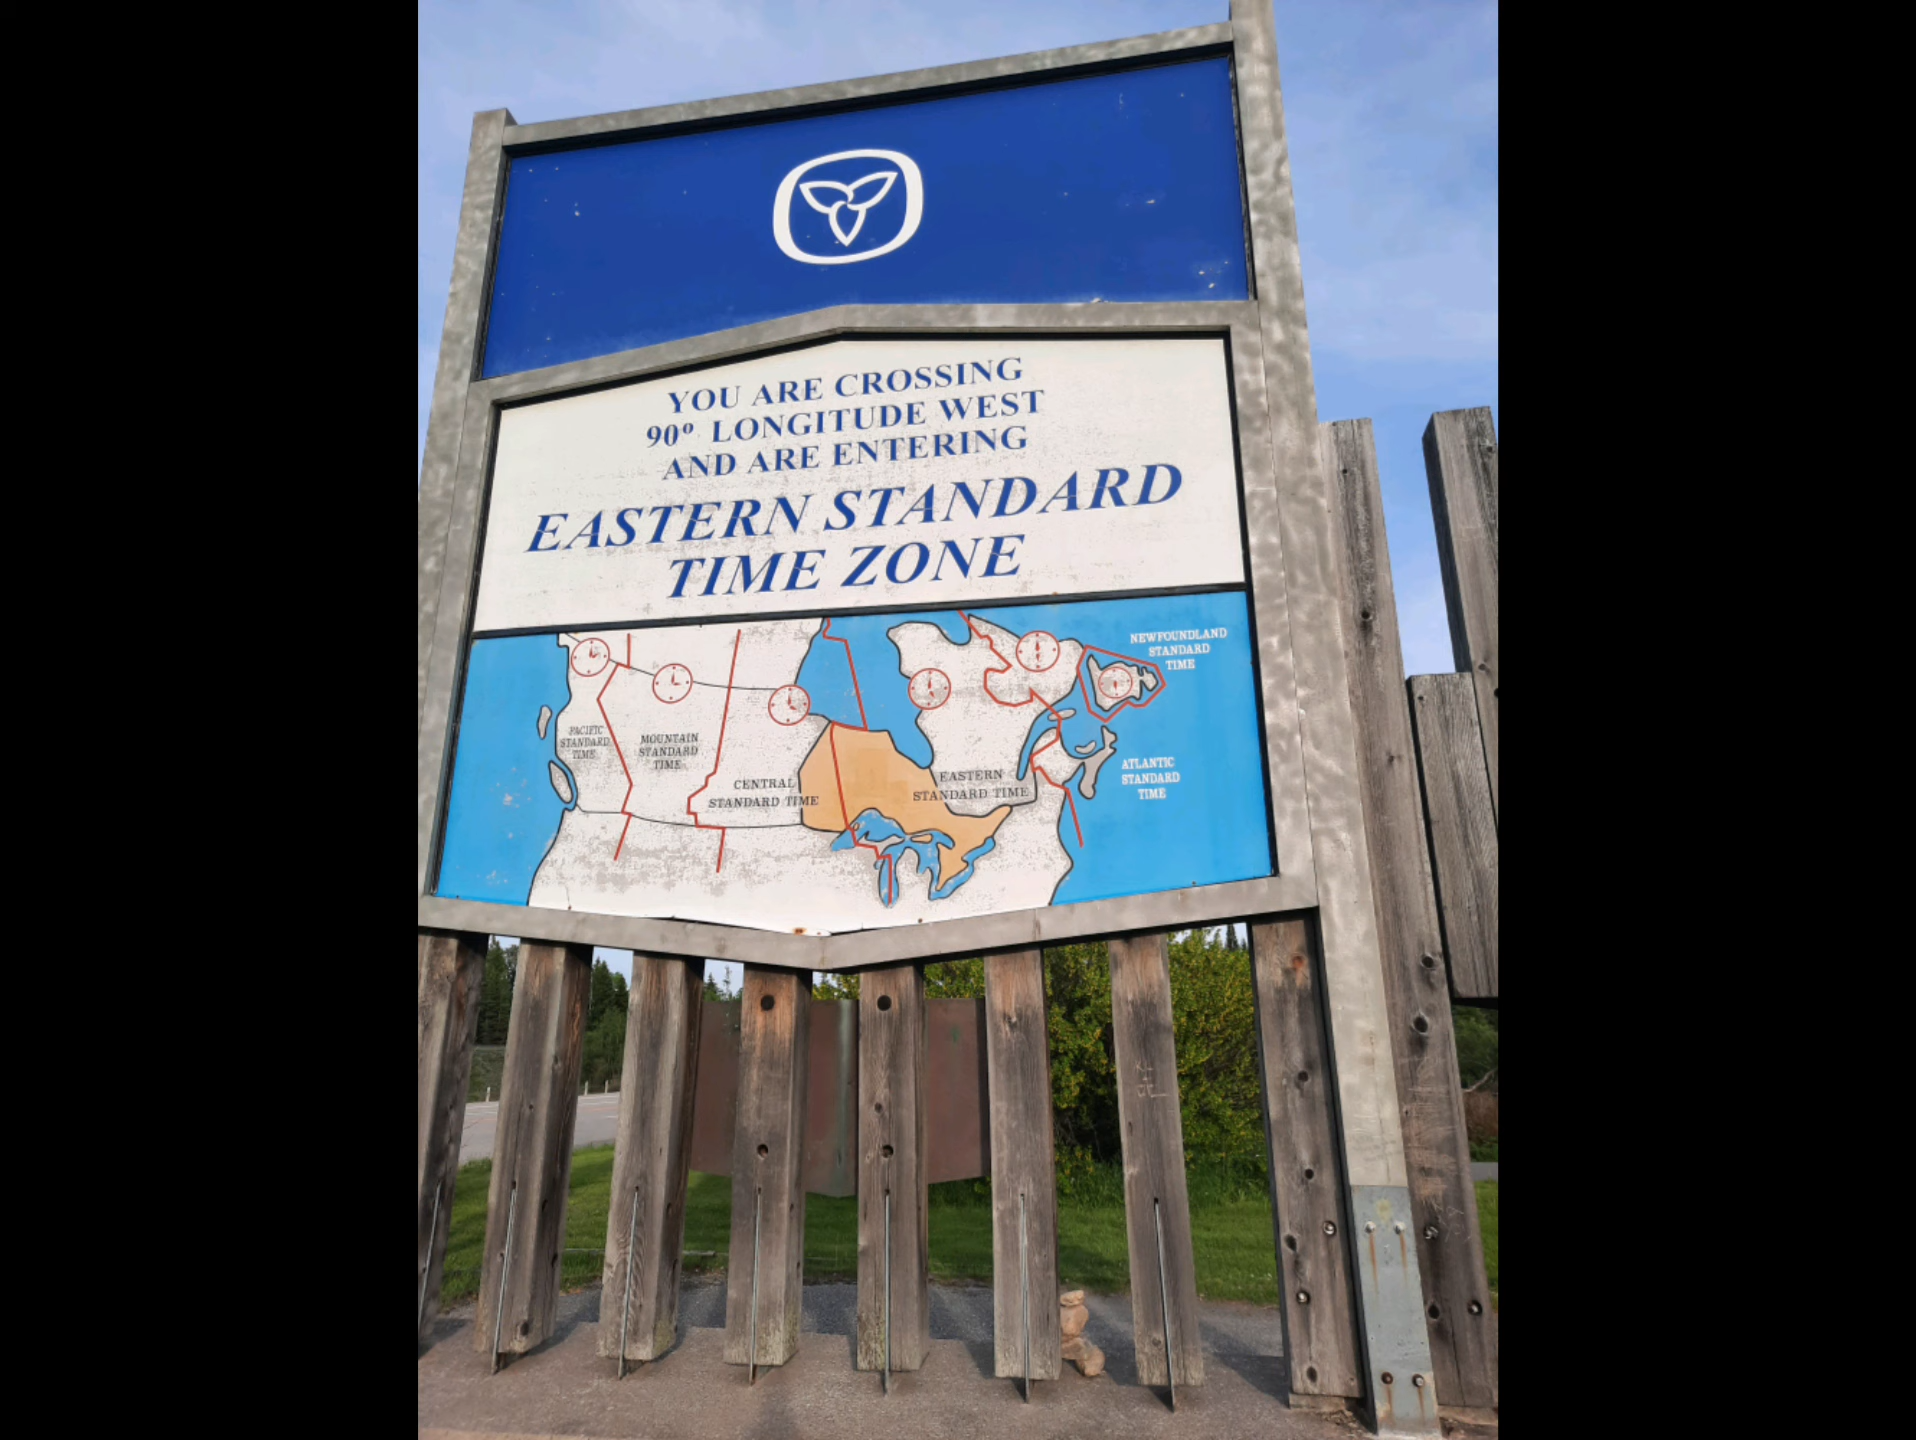 YOU ARE CROSSING
90º LONGITUDE WEST
AND ARE ENTERING
EASTERN STANDARD
TIME ZONE
NEWFOUNDLAND
STANDARD
TIME
PACIFIC
STANDARD
TIME
MOUNTAIN
STANDARD
TIME
CENTRAL
STANDARD TIME
EASTERN
STANDARD TIME
ATLANTIC
STANDARD
TIME